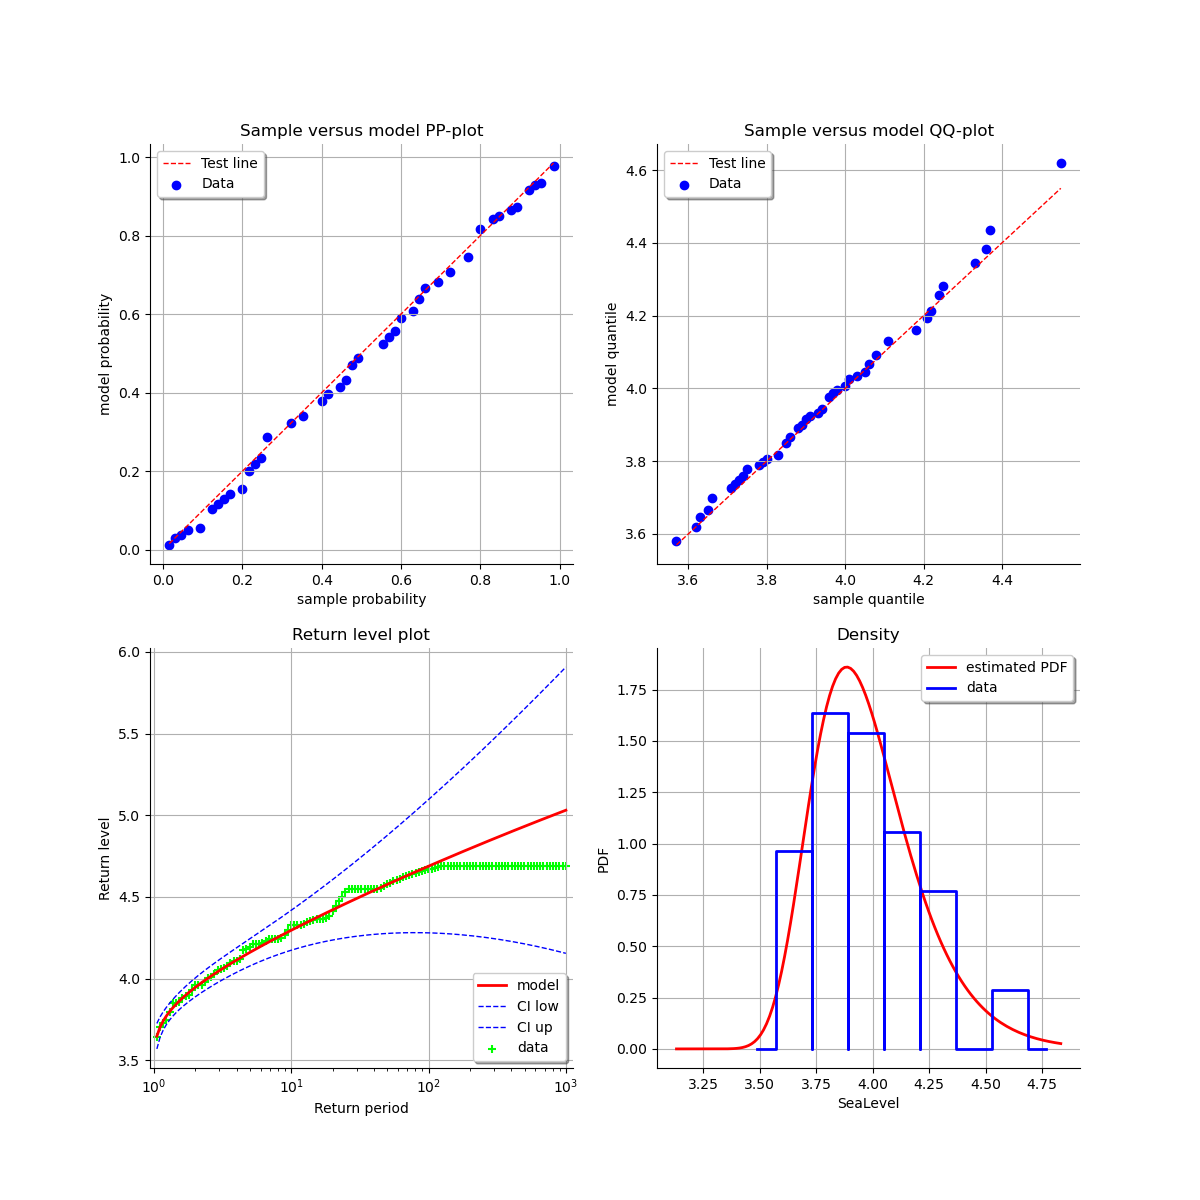 Sample versus model PP-plot
Test line
Data
1.0
0.8
0.6
0.4
0.2
0.0
model probability
0.0 0.2 0.4 0.6 0.8 1.0
sample probability
Sample versus model QQ-plot
Test line
Data
4.6
4.4
4.2
4.0
3.8
3.6
model quantile
3.6 3.8 4.0 4.2 4.4
sample quantile
Return level plot
6.0
5.5
5.0
4.5
4.0
3.5
Return level
model
CI low
CI up
data
10⁰ 10¹ 10² 10³
Return period
Density
estimated PDF
data
1.75
1.50
1.25
1.00
0.75
0.50
0.25
0.00
PDF
3.25 3.50 3.75 4.00 4.25 4.50 4.75
SeaLevel